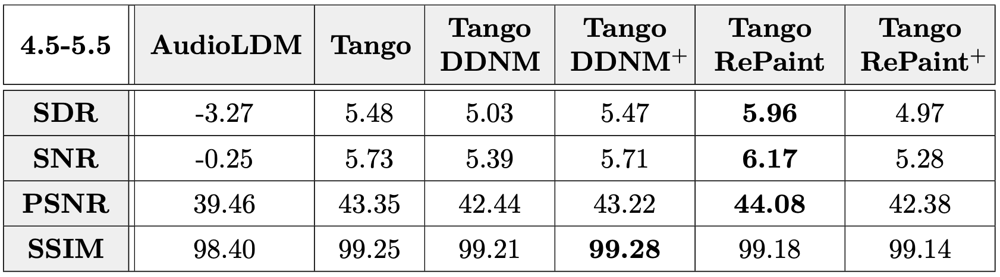 4.5-5.5 AudioLDM Tango Tango DDNM Tango DDNM+ Tango RePaint Tango RePaint+
SDR -3.27 5.48 5.03 5.47 5.96 4.97
SNR -0.25 5.73 5.39 5.71 6.17 5.28
PSNR 39.46 43.35 42.44 43.22 44.08 42.38
SSIM 98.40 99.25 99.21 99.28 99.18 99.14